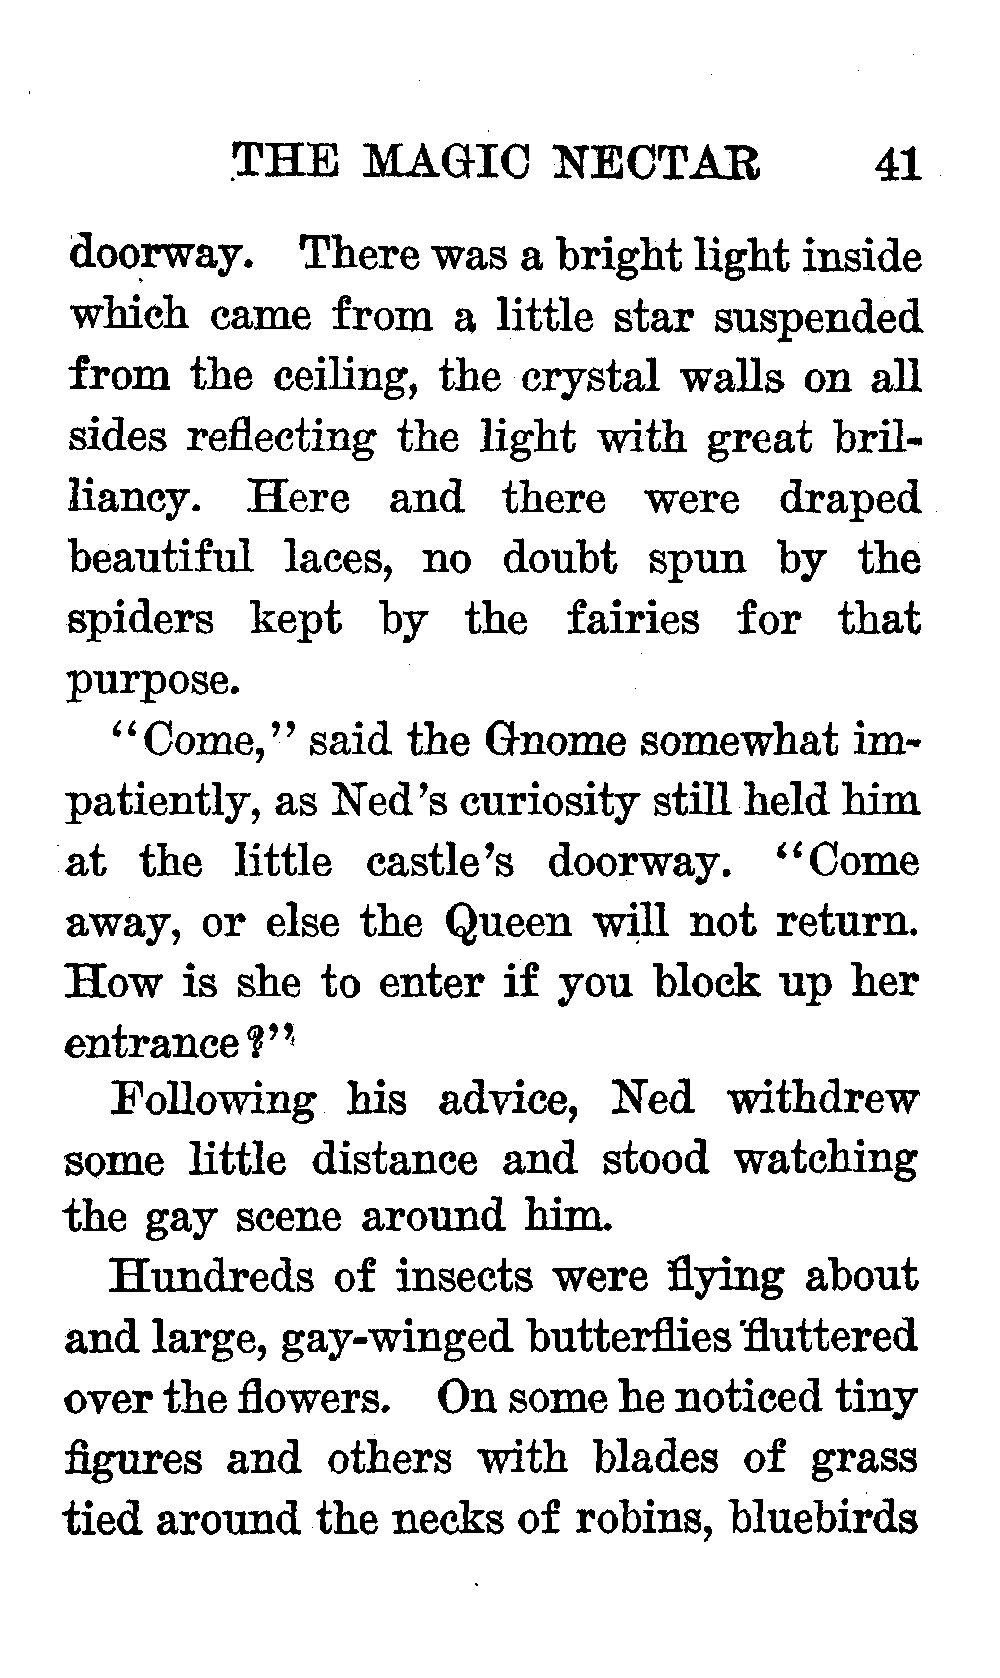 THE MAGIC NECTAR 41
doorway. There was a bright light inside
which came from a little star suspended
from the ceiling, the crystal walls on all
sides reflecting the light with great bril-
liancy. Here and there were draped
beautiful laces, no doubt spun by the
spiders kept by the fairies for that
purpose.
"Come," said the Gnome somewhat im-
patiently, as Ned's curiosity still held him
at the little castle's doorway. "Come
away, or else the Queen will not return.
How is she to enter if you block up her
entrance?"
Following his advice, Ned withdrew
some little distance and stood watching
the gay scene around him.
Hundreds of insects were flying about
and large, gay-winged butterflies fluttered
over the flowers. On some he noticed tiny
figures and others with blades of grass
tied around the necks of robins, bluebirds